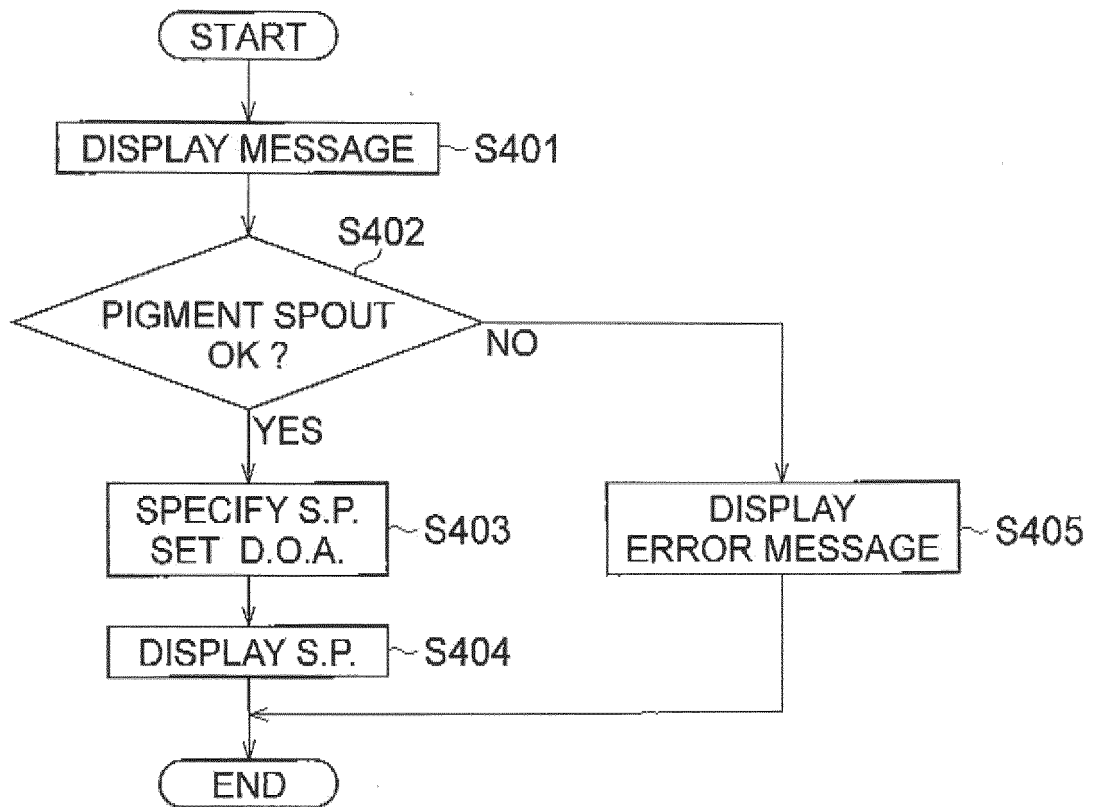 START
DISPLAY MESSAGE
S401
S402
PIGMENT SPOUT
OK ?
NO
YES
SPECIFY S.P.
SET D.O.A.
S403
DISPLAY
ERROR MESSAGE
S405
DISPLAY S.P.
S404
END